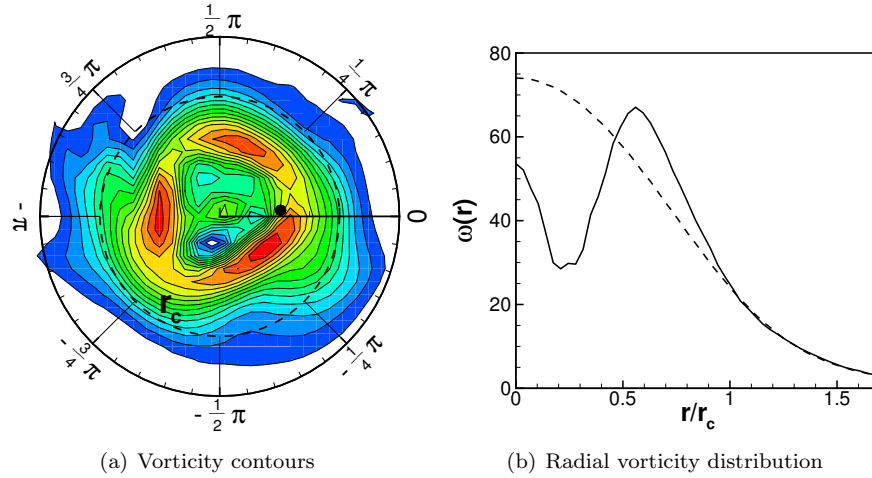 1/2 π
3/4 π
1/4 π
- π
0
r_c
- 3/4 π
- 1/4 π
- 1/2 π
80
60
40
20
0
ω(r)
0 0.5 1 1.5
r/r_c
(a) Vorticity contours
(b) Radial vorticity distribution